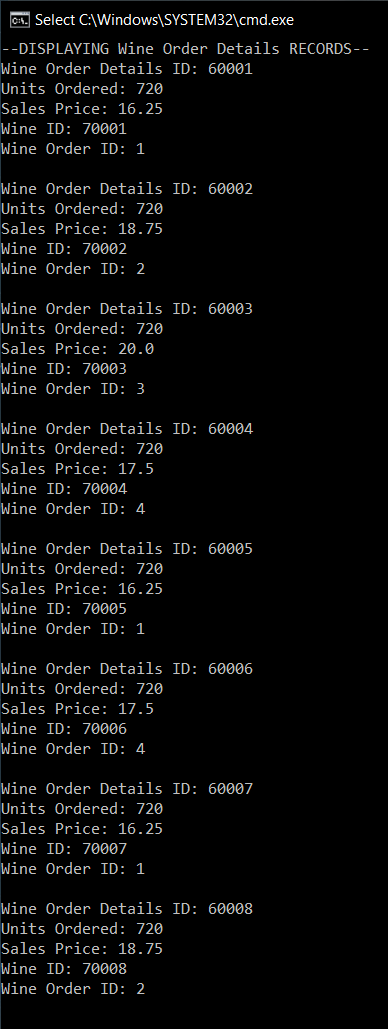 Select C:\Windows\SYSTEM32\cmd.exe
--DISPLAYING Wine Order Details RECORDS--
Wine Order Details ID: 60001
Units Ordered: 720
Sales Price: 16.25
Wine ID: 70001
Wine Order ID: 1

Wine Order Details ID: 60002
Units Ordered: 720
Sales Price: 18.75
Wine ID: 70002
Wine Order ID: 2

Wine Order Details ID: 60003
Units Ordered: 720
Sales Price: 20.0
Wine ID: 70003
Wine Order ID: 3

Wine Order Details ID: 60004
Units Ordered: 720
Sales Price: 17.5
Wine ID: 70004
Wine Order ID: 4

Wine Order Details ID: 60005
Units Ordered: 720
Sales Price: 16.25
Wine ID: 70005
Wine Order ID: 1

Wine Order Details ID: 60006
Units Ordered: 720
Sales Price: 17.5
Wine ID: 70006
Wine Order ID: 4

Wine Order Details ID: 60007
Units Ordered: 720
Sales Price: 16.25
Wine ID: 70007
Wine Order ID: 1

Wine Order Details ID: 60008
Units Ordered: 720
Sales Price: 18.75
Wine ID: 70008
Wine Order ID: 2